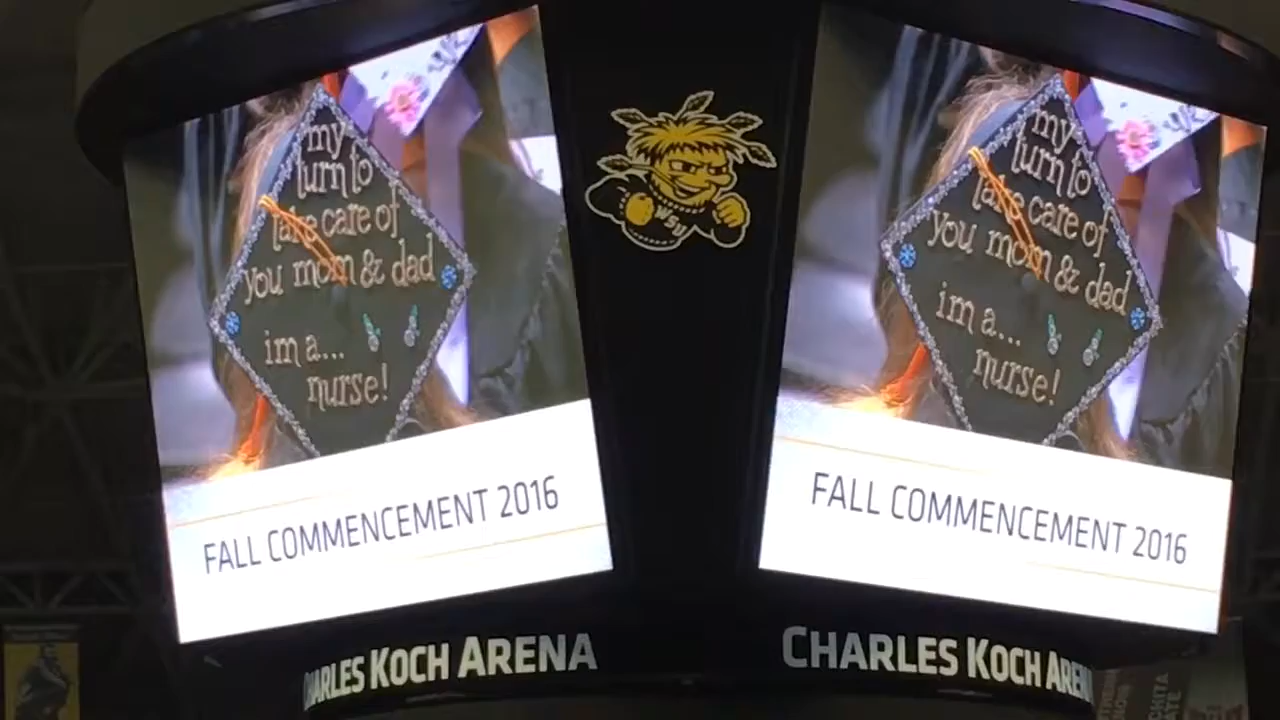 my
turn to
take care of
you mom & dad
im a...
nurse!
FALL COMMENCEMENT 2016
WSU
my
turn to
take care of
you mom & dad
im a...
nurse!
FALL COMMENCEMENT 2016
CHARLES KOCH ARENA
CHARLES KOCH ARENA